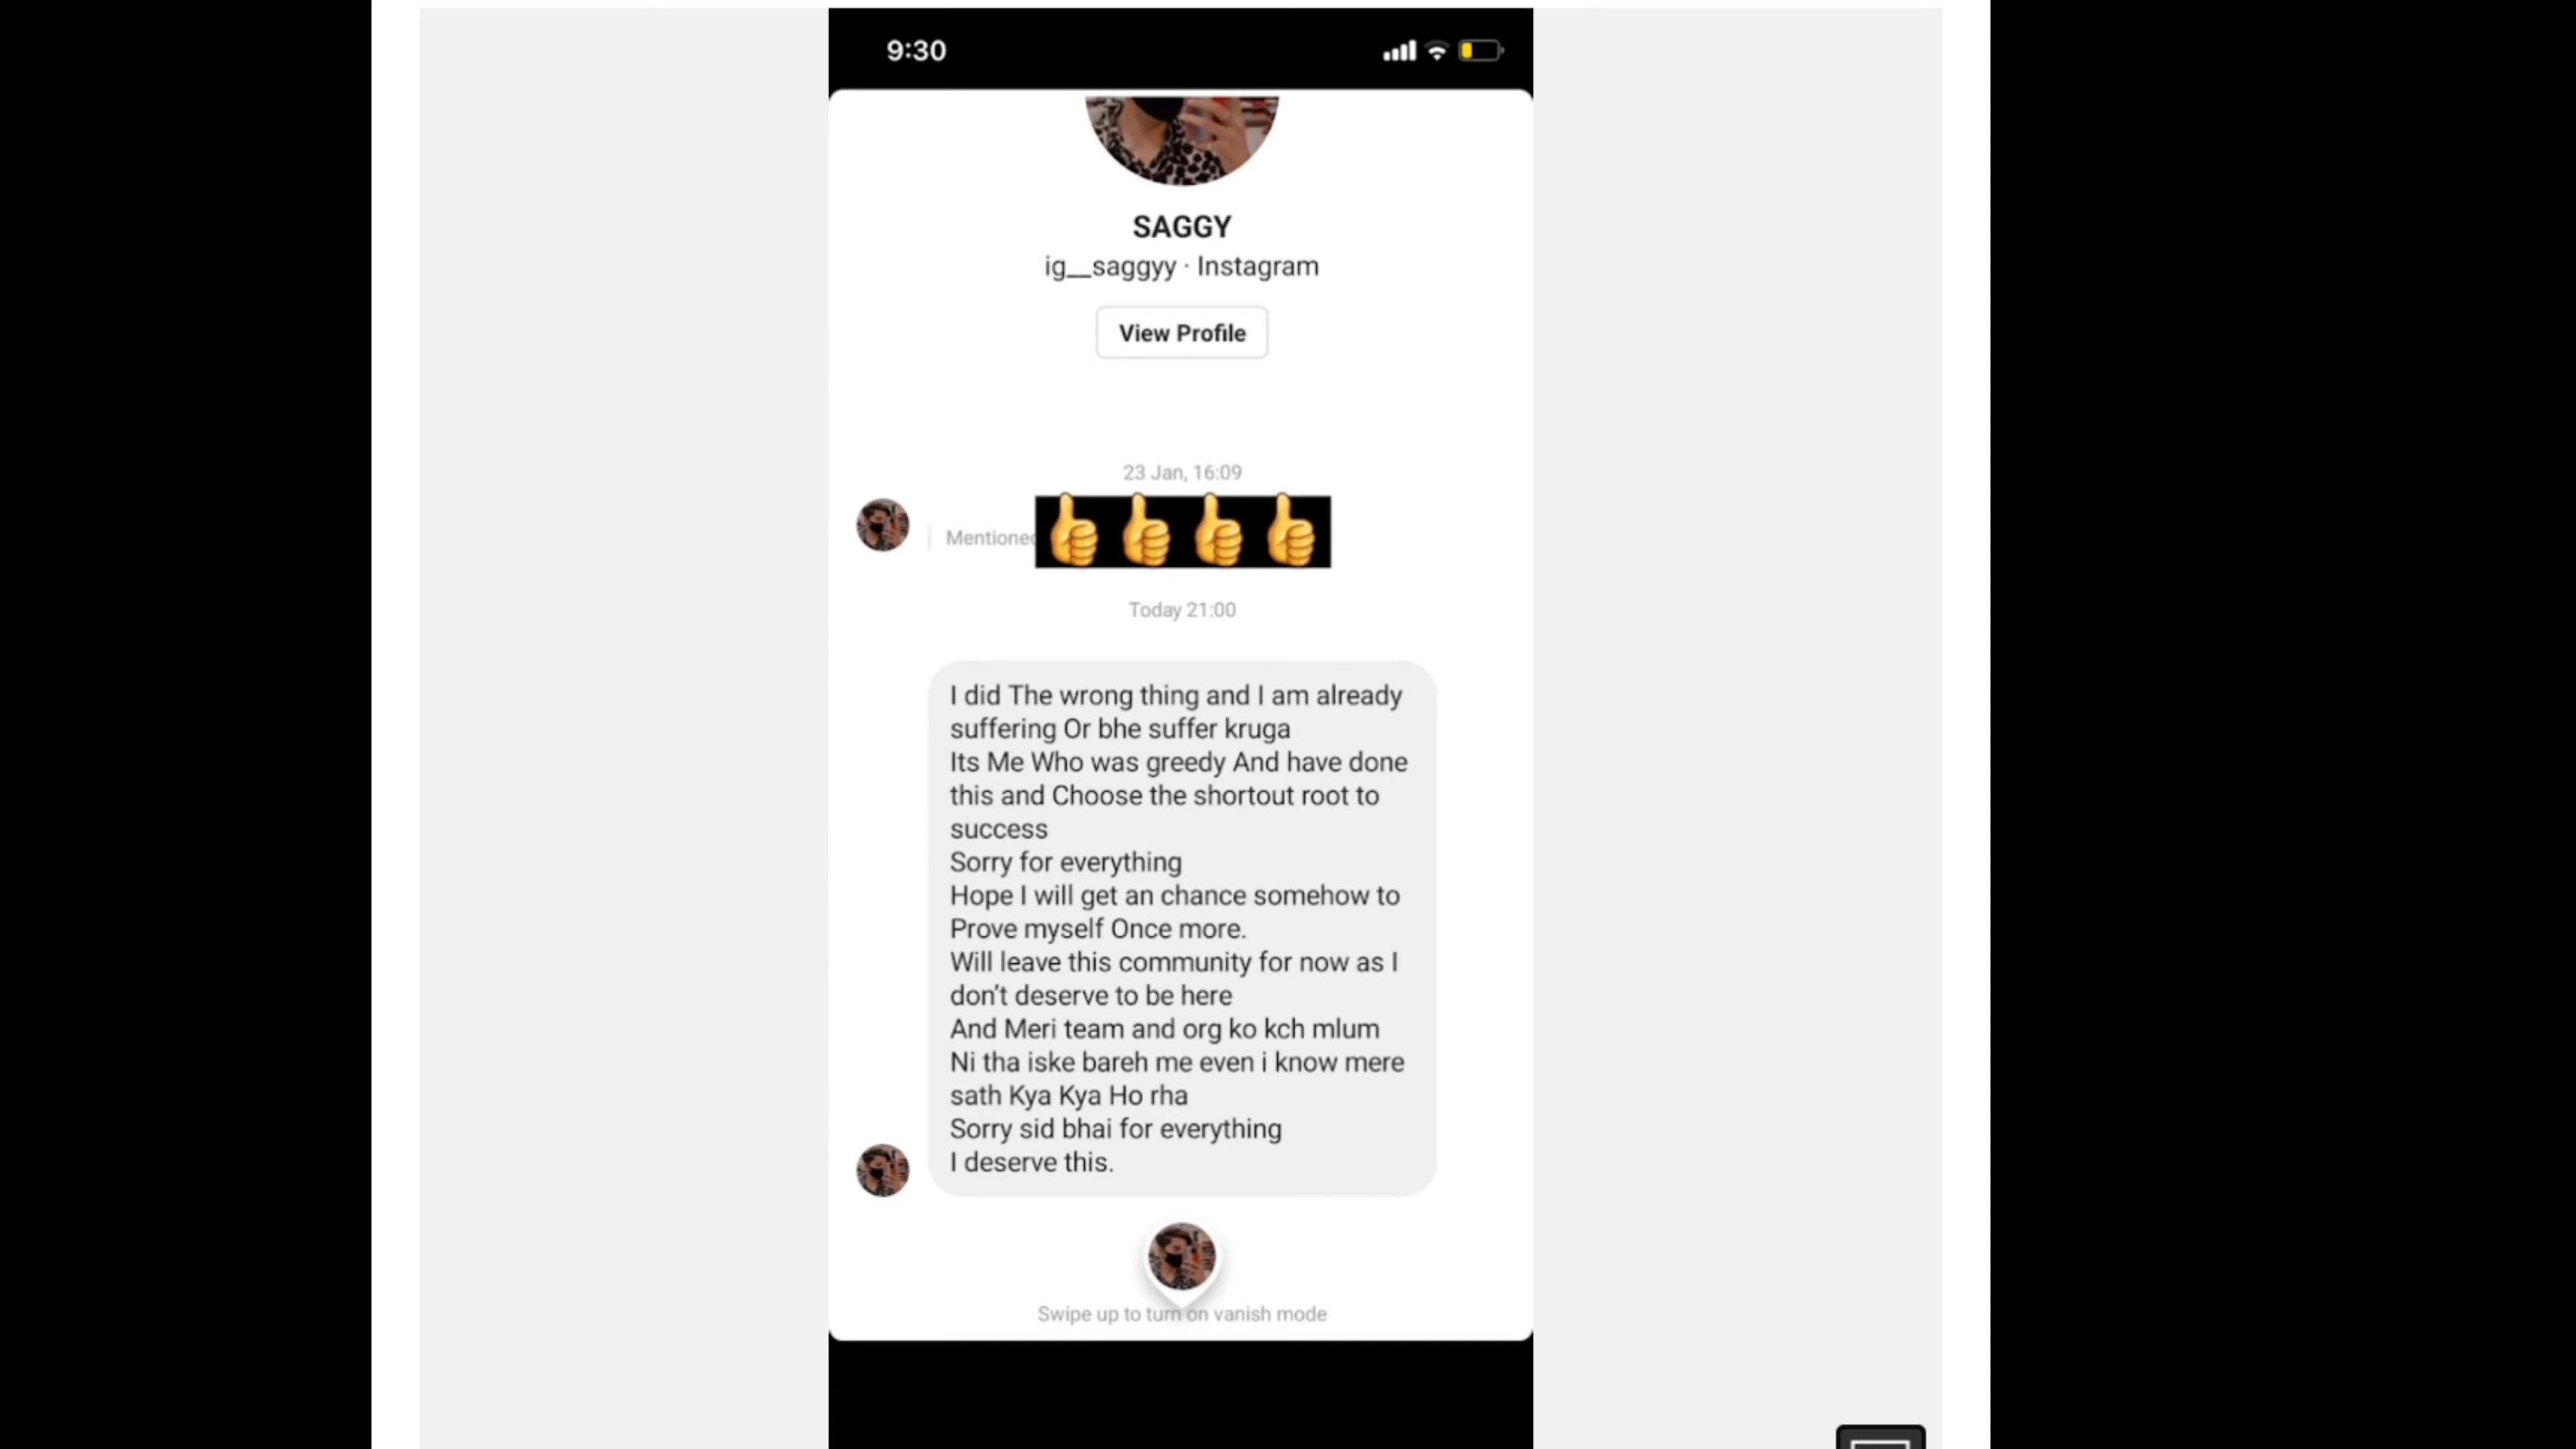 9:30
SAGGY
ig__saggyy · Instagram
View Profile
23 Jan, 16:09
Mentioned
Today 21:00
I did The wrong thing and I am already
suffering Or bhe suffer kruga
Its Me Who was greedy And have done
this and Choose the shortout root to
success
Sorry for everything
Hope I will get an chance somehow to
Prove myself Once more.
Will leave this community for now as I
don't deserve to be here
And Meri team and org ko kch mlum
Ni tha iske bareh me even i know mere
sath Kya Kya Ho rha
Sorry sid bhai for everything
I deserve this.
Swipe up to turn on vanish mode